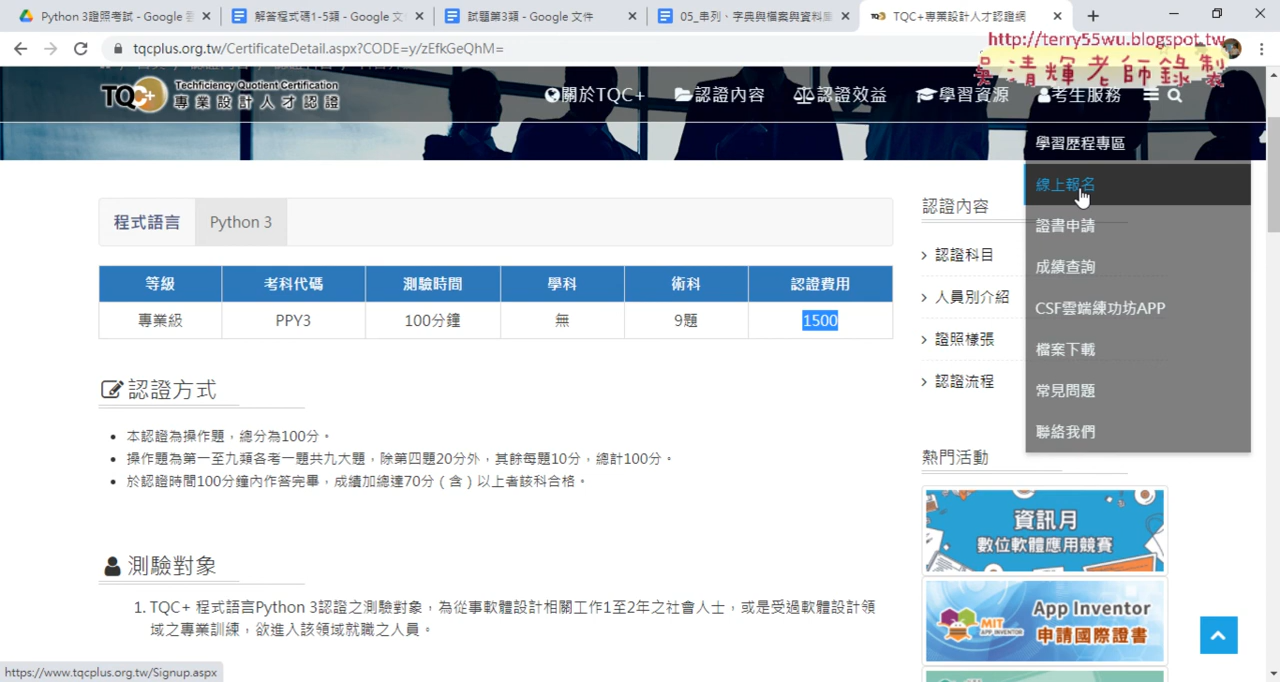 Python 3證照考試 - Google 雲
解答程式碼1-5類 - Google 文
試題第3類 - Google 文件
05_串列、字典與檔案與資料庫
TQC+專業設計人才認證網
tqcplus.org.tw/CertificateDetail.aspx?CODE=y/zEfkGeQhM=
http://terry55wu.blogspot.tw
吳清輝老師錄製
TQC+
Techficiency Quotient Certification
專業設計人才認證
關於TQC+
認證內容
認證效益
學習資源
考生服務
學習歷程專區
線上報名
證書申請
成績查詢
CSF雲端練功坊APP
檔案下載
常見問題
聯絡我們
程式語言
Python 3
等級 考科代碼 測驗時間 學科 術科 認證費用
專業級 PPY3 100分鐘 無 9題 1500
認證方式
本認證為操作題，總分為100分。
操作題為第一至九類各考一題共九大題，除第四題20分外，其餘每題10分，總計100分。
於認證時間100分鐘內作答完畢，成績加總達70分（含）以上者該科合格。
測驗對象
1. TQC+ 程式語言Python 3認證之測驗對象，為從事軟體設計相關工作1至2年之社會人士，或是受過軟體設計領
域之專業訓練，欲進入該領域就職之人員。
認證內容
認證科目
人員別介紹
證照樣張
認證流程
熱門活動
資訊月
數位軟體應用競賽
MIT
APP INVENTOR
App Inventor
申請國際證書
https://www.tqcplus.org.tw/Signup.aspx